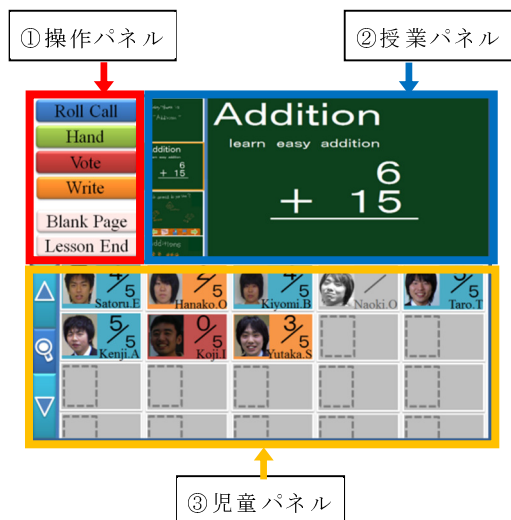 ①操作パネル
②授業パネル
Roll Call
Hand
Vote
Write
Blank Page
Lesson End
Addition
learn easy addition
6
+ 15
ddition
6
+ 15
Satoru.E
Hanako.O
Kiyomi.B
Naoki.O
Taro.T
5/5
Kenji.A
0/5
Koji.I
3/5
Yutaka.S
③児童パネル